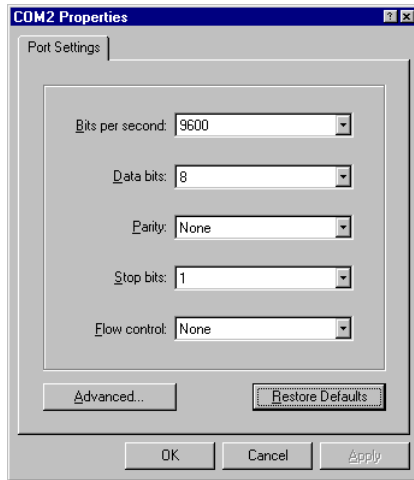 COM2 Properties
Port Settings
Bits per second: 9600
Data bits: 8
Parity: None
Stop bits: 1
Flow control: None
Advanced... Restore Defaults
OK Cancel Apply